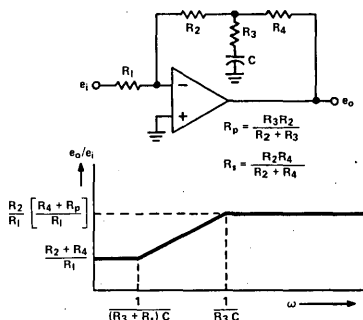 R₂
R₄
R₃
C
R₁
eᵢ
−
+
eₒ
Rₚ = R₃R₂ / (R₂ + R₃)
Rₛ = R₂R₄ / (R₂ + R₄)
eₒ/eᵢ
R₂/R₁ [(R₄ + Rₚ)/R₁]
(R₂ + R₄)/R₁
1/((R₃ + Rₛ) C)
1/(R₃ C)
ω